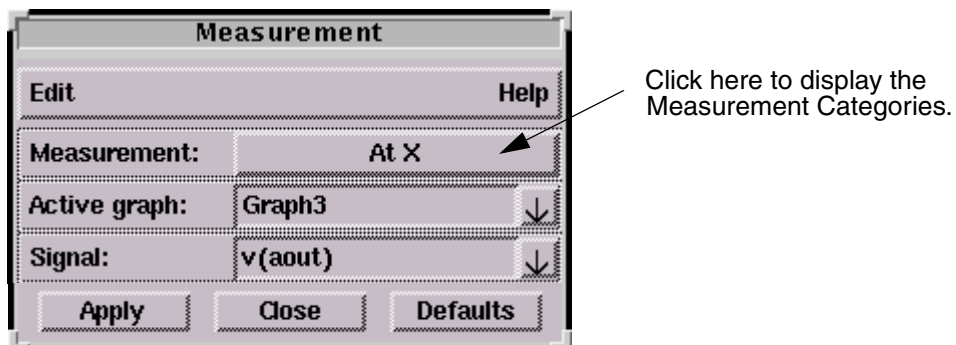 Measurement
Edit Help
Measurement: At X
Active graph: Graph3
Signal: v(aout)
Apply Close Defaults
Click here to display the
Measurement Categories.